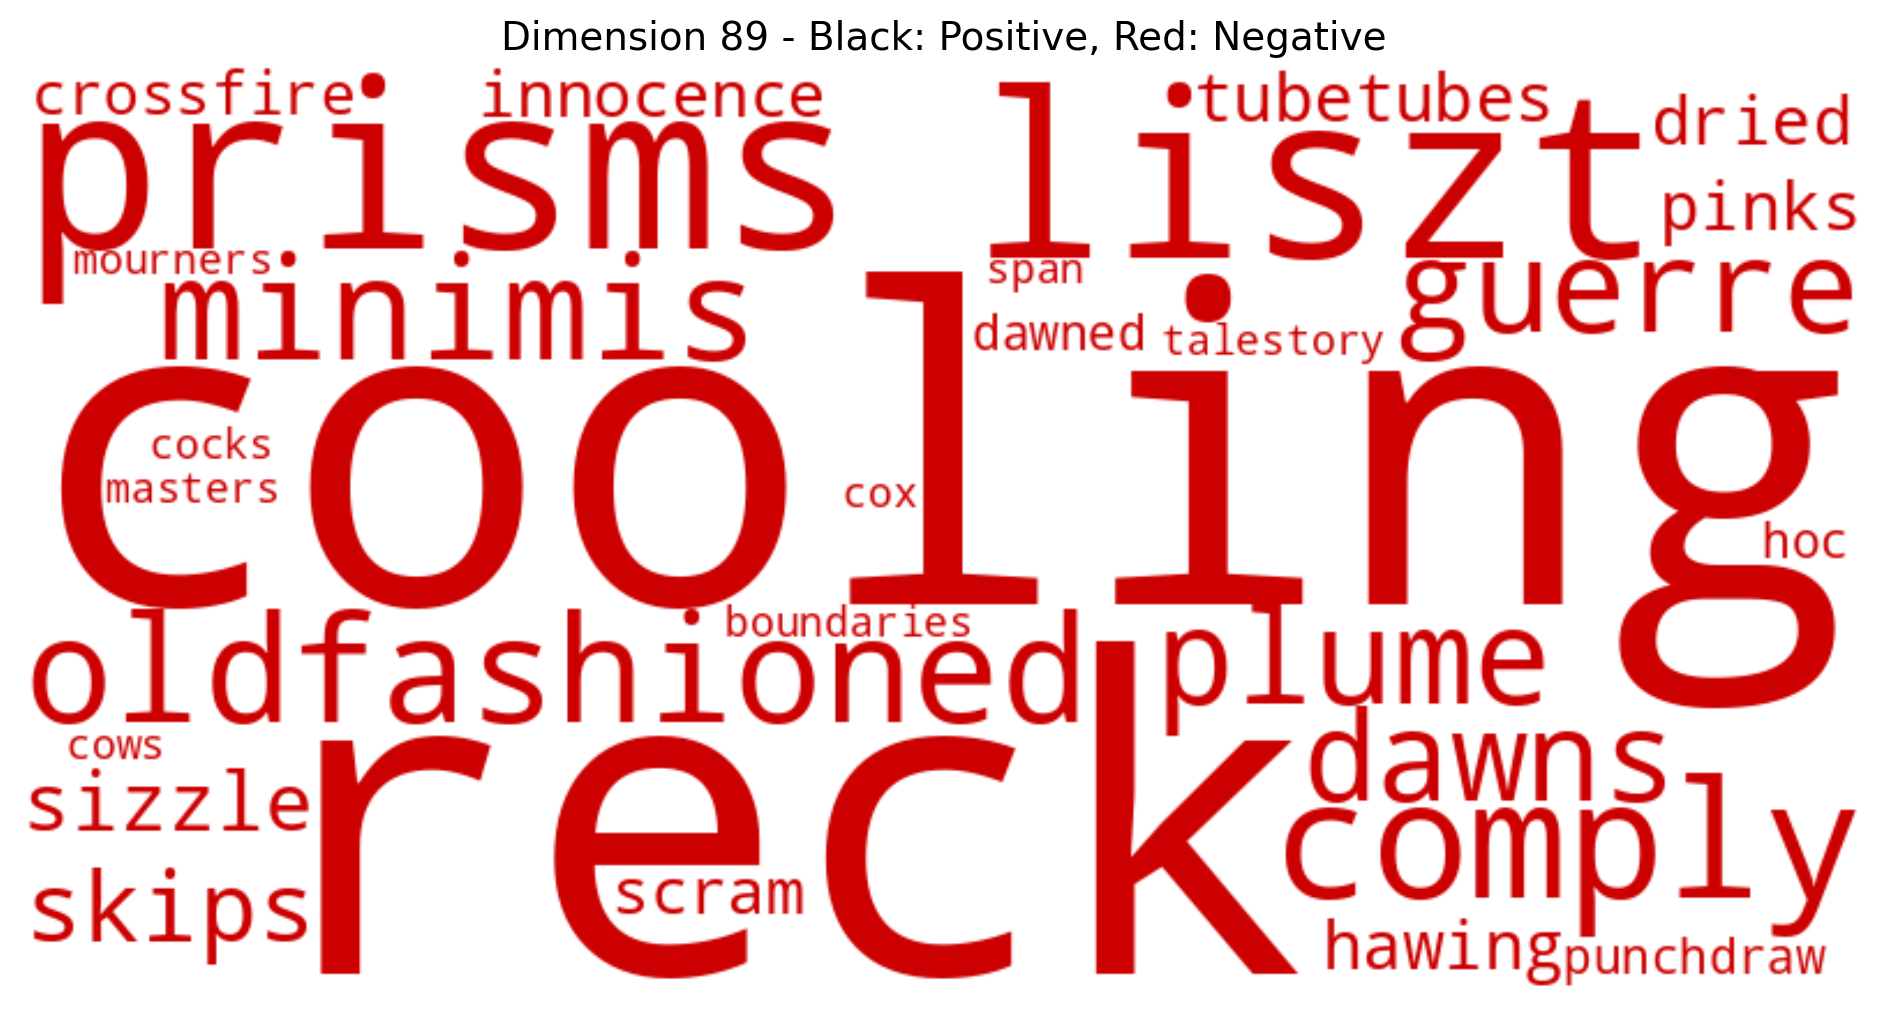 Dimension 89 - Black: Positive, Red: Negative
crossfire innocence tubetubes dried
prisms liszt pinks
mourners span guerre
minimis dawned talestory
cooling
cocks
masters cox
hoc
oldfashioned boundaries plume
cows dawns
sizzle reck comply
skips scram
hawing punchdraw